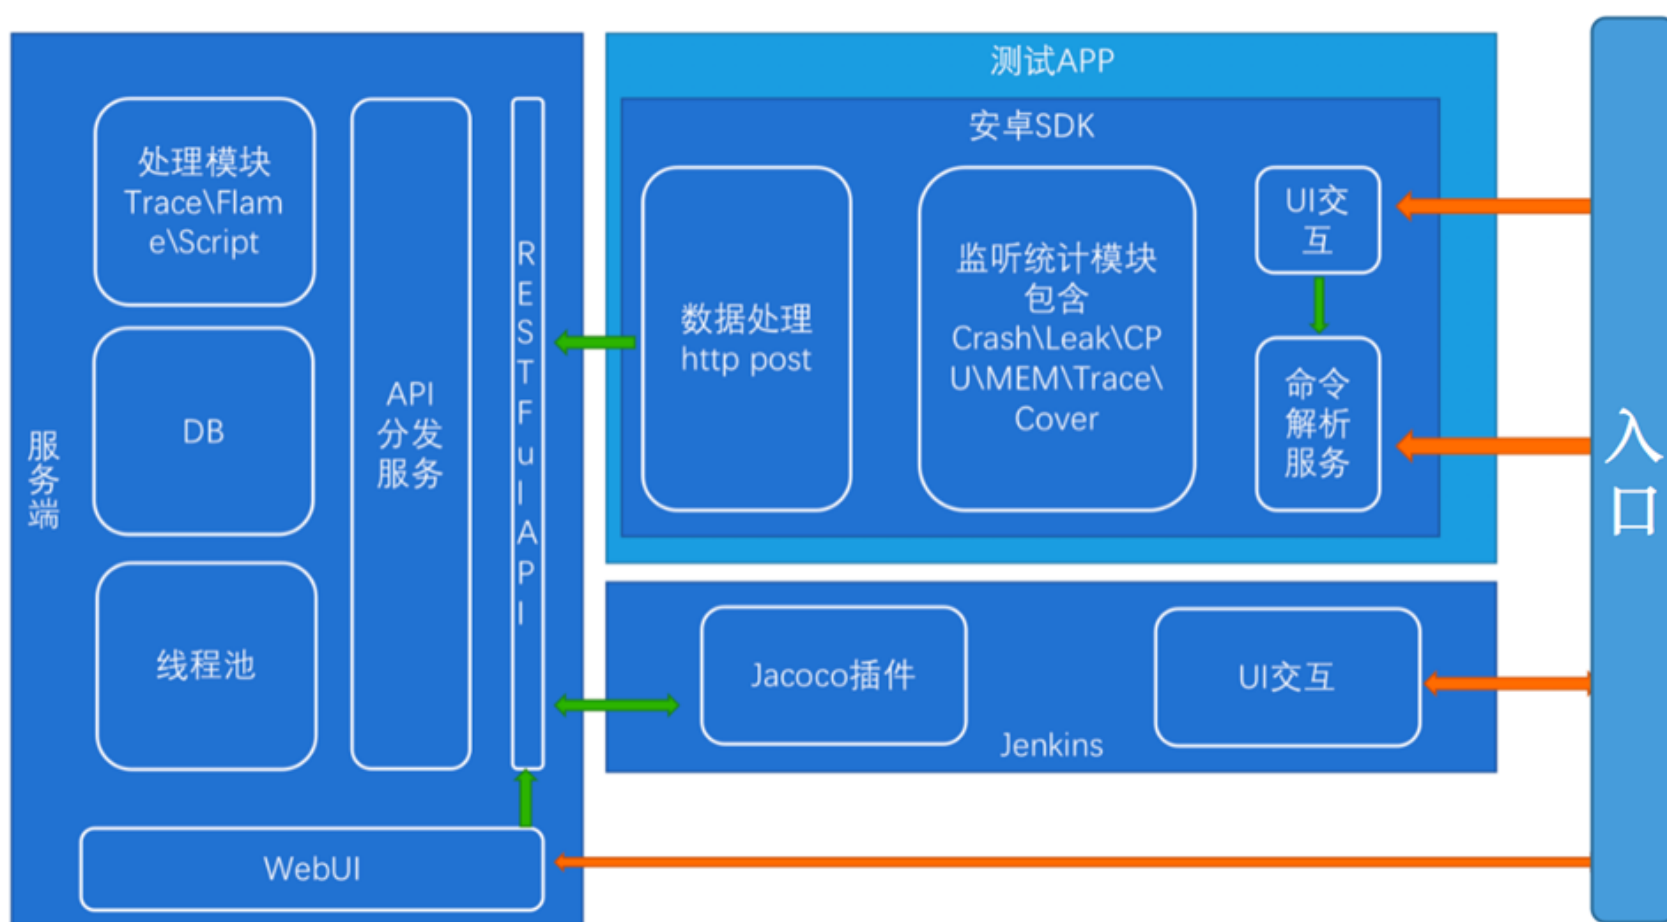 服
务
端
处理模块
Trace\Flam
e\Script
DB
线程池
API
分发
服务
R
E
S
T
F
u
l
A
P
I
WebUI
测试APP
安卓SDK
数据处理
http post
监听统计模块
包含
Crash\Leak\CP
U\MEM\Trace\
Cover
UI交
互
命令
解析
服务
Jacoco插件
UI交互
Jenkins
入
口